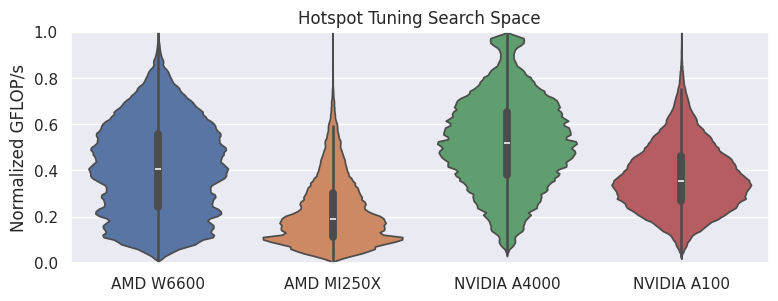 Hotspot Tuning Search Space
Normalized GFLOP/s
1.0
0.8
0.6
0.4
0.2
0.0
AMD W6600
AMD MI250X
NVIDIA A4000
NVIDIA A100